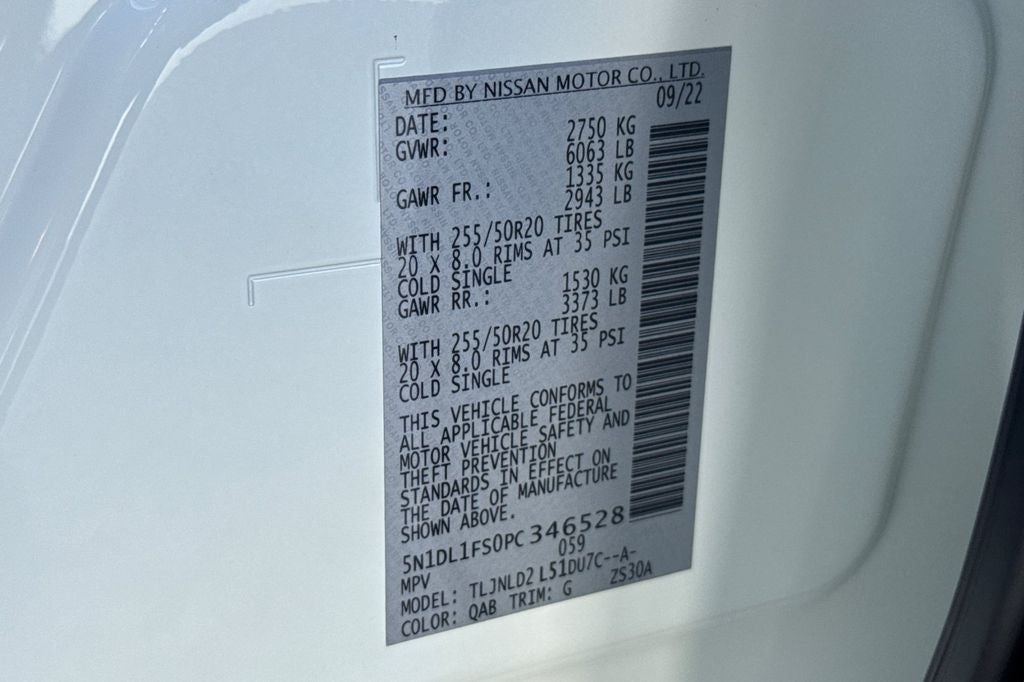 MFD BY NISSAN MOTOR CO., LTD.
DATE: 09/22
GVWR: 2750 KG
6063 LB
GAWR FR.: 1335 KG
2943 LB
WITH 255/50R20 TIRES
20 X 8.0 RIMS AT 35 PSI
COLD SINGLE
GAWR RR.: 1530 KG
3373 LB
WITH 255/50R20 TIRES
20 X 8.0 RIMS AT 35 PSI
COLD SINGLE
THIS VEHICLE CONFORMS TO
ALL APPLICABLE FEDERAL
MOTOR VEHICLE SAFETY AND
THEFT PREVENTION
STANDARDS IN EFFECT ON
THE DATE OF MANUFACTURE
SHOWN ABOVE.
5N1DL1FS0PC346528
MPV 059
MODEL: TLJNLD2 L51DU7C--A-
COLOR: QAB TRIM: G ZS30A